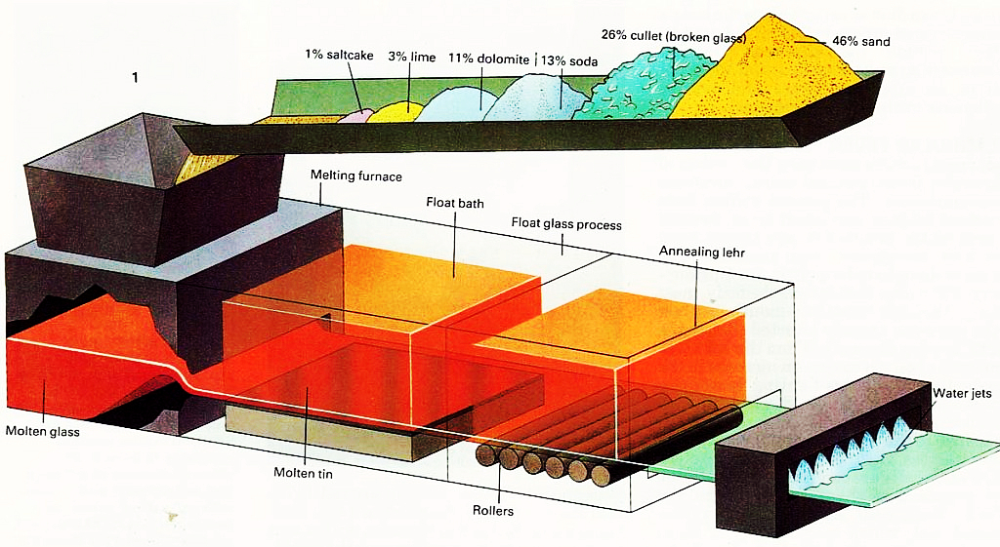 1
1% saltcake
3% lime
11% dolomite
13% soda
26% cullet (broken glass)
46% sand
Melting furnace
Float bath
Float glass process
Annealing lehr
Water jets
Molten glass
Molten tin
Rollers